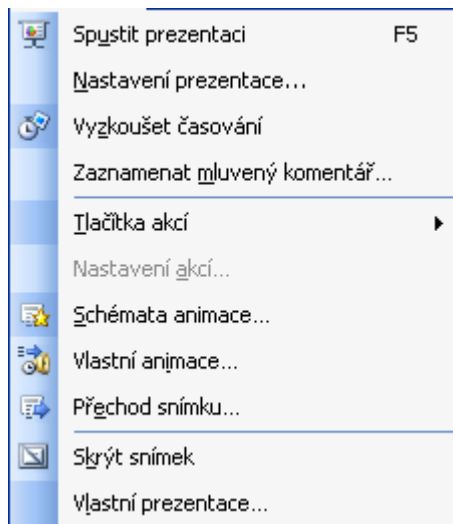 Spustit prezentaci F5
Nastavení prezentace...
Vyzkoušet časování
Zaznamenat mluvený komentář...
Tlačítka akcí
Nastavení akcí...
Schémata animace...
Vlastní animace...
Přechod snímku...
Skrýt snímek
Vlastní prezentace...